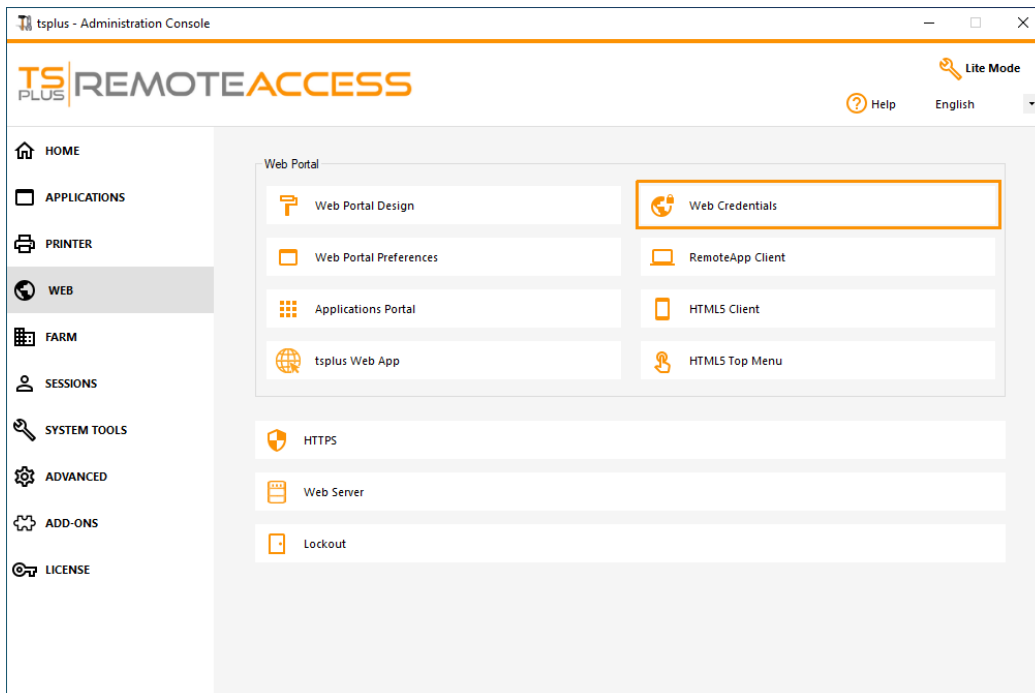 tsplus - Administration Console
TS PLUS REMOTEACCESS
Lite Mode
Help
English
HOME
APPLICATIONS
PRINTER
WEB
FARM
SESSIONS
SYSTEM TOOLS
ADVANCED
ADD-ONS
LICENSE
Web Portal
Web Portal Design
Web Credentials
Web Portal Preferences
RemoteApp Client
Applications Portal
HTML5 Client
tsplus Web App
HTML5 Top Menu
HTTPS
Web Server
Lockout